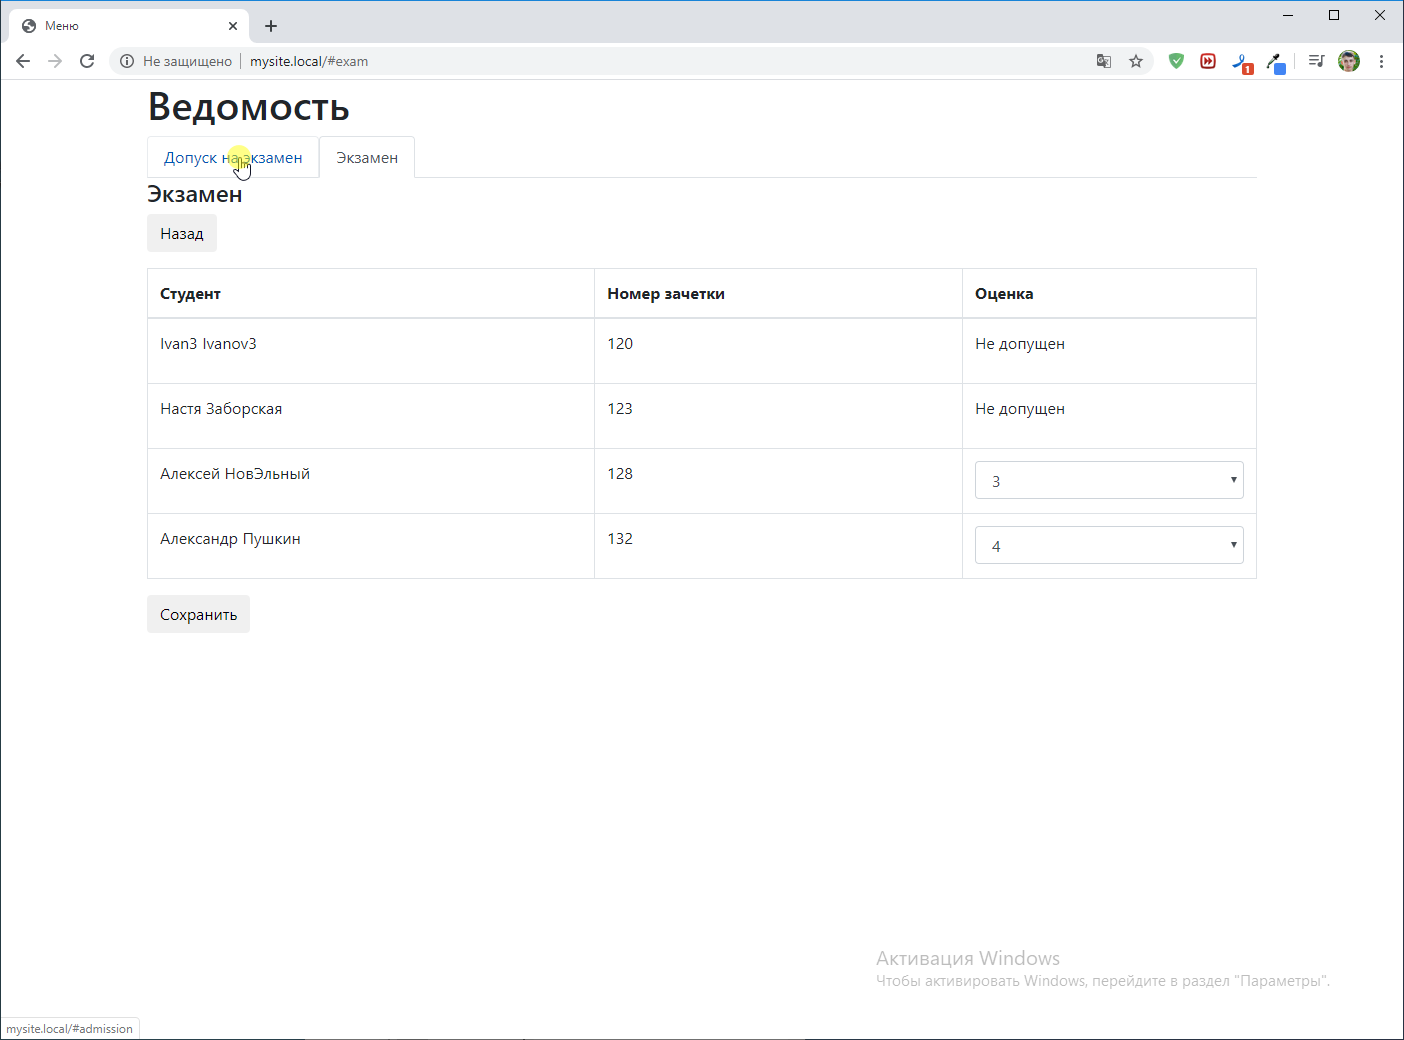 Меню
Не защищено
mysite.local/#exam
1
Ведомость
Допуск на экзамен Экзамен
Экзамен
Назад
Студент Номер зачетки Оценка
Ivan3 Ivanov3 120 Не допущен
Настя Заборская 123 Не допущен
Алексей НовЭльный 128 3
Александр Пушкин 132 4
Сохранить
Активация Windows
Чтобы активировать Windows, перейдите в раздел "Параметры".
mysite.local/#admission